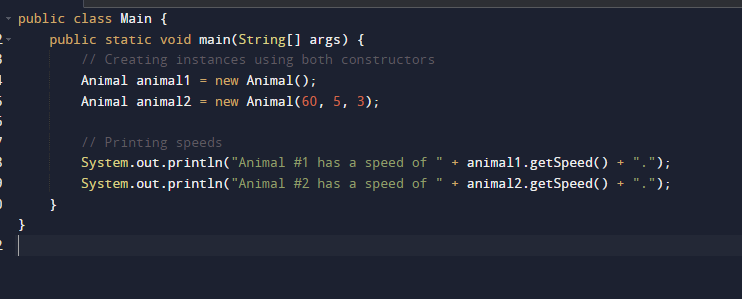 public class Main {
public static void main(String[] args) {
// Creating instances using both constructors
Animal animal1 = new Animal();
Animal animal2 = new Animal(60, 5, 3);
// Printing speeds
System.out.println("Animal #1 has a speed of " + animal1.getSpeed() + ".");
System.out.println("Animal #2 has a speed of " + animal2.getSpeed() + ".");
}
}